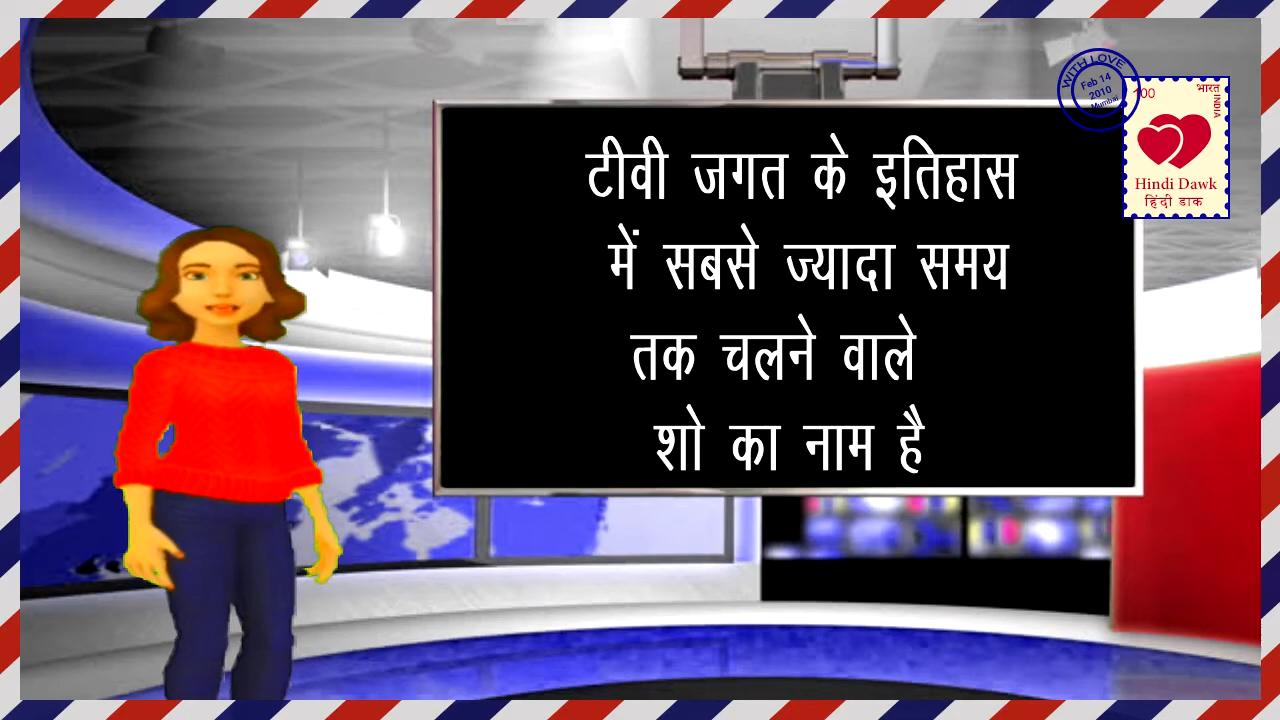 WITH LOVE
Feb 14
2010
Mumbai
100
भारत
INDIA
Hindi Dawk
हिंदी डाक
टीवी जगत के इतिहास
में सबसे ज्यादा समय
तक चलने वाले
शो का नाम है